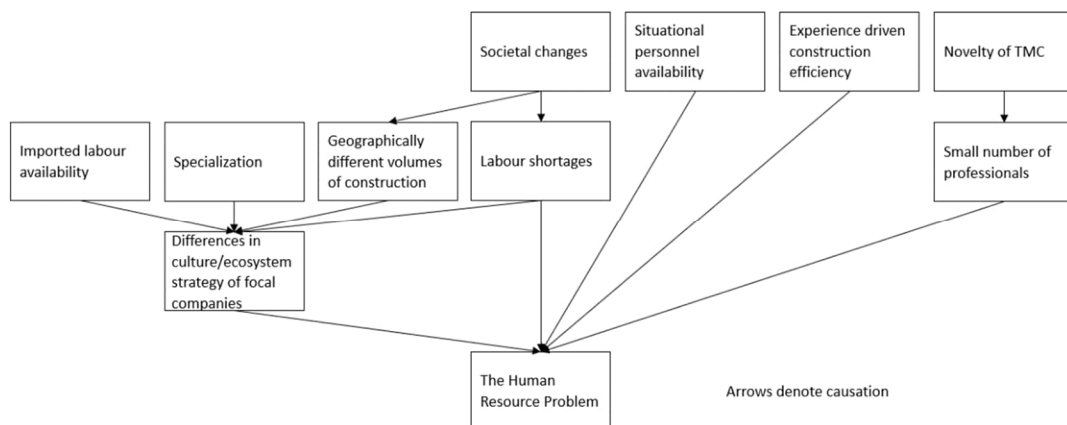 Societal changes
Situational
personnel
availability
Experience driven
construction
efficiency
Novelty of TMC
Imported labour
availability
Specialization
Geographically
different volumes
of construction
Labour shortages
Small number of
professionals
Differences in
culture/ecosystem
strategy of focal
companies
The Human
Resource Problem
Arrows denote causation